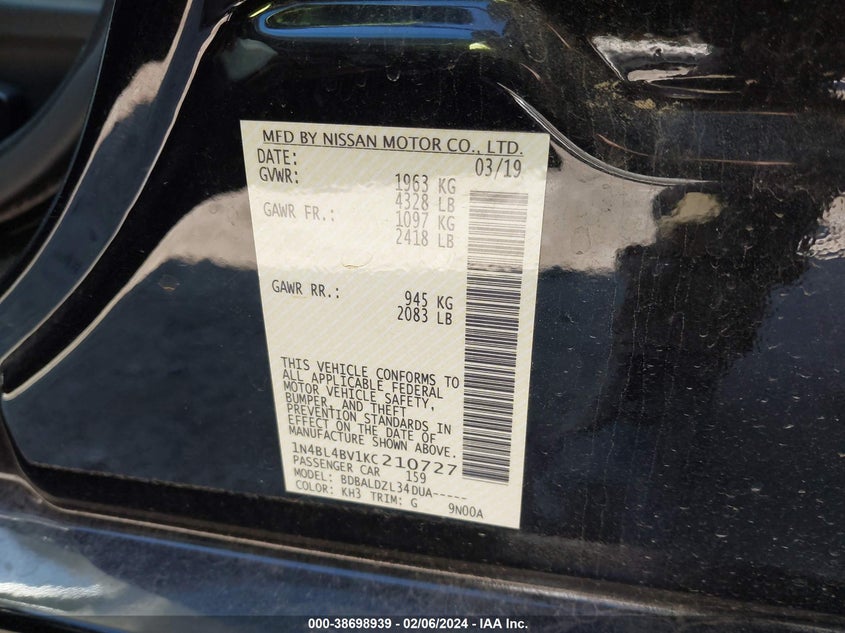 MFD BY NISSAN MOTOR CO., LTD.
DATE: 03/19
GVWR: 1963 KG
4328 LB
GAWR FR.: 1097 KG
2418 LB
GAWR RR.: 945 KG
2083 LB
THIS VEHICLE CONFORMS TO
ALL APPLICABLE FEDERAL
MOTOR VEHICLE SAFETY,
BUMPER, AND THEFT
PREVENTION STANDARDS IN
EFFECT ON THE DATE OF
MANUFACTURE SHOWN ABOVE.
1N4BL4BV1KC210727
PASSENGER CAR 159
MODEL: BDBALDZL34DUA-----
COLOR: KH3 TRIM: G 9N00A
000-38698939 / 02/06/2024 - IAA Inc.